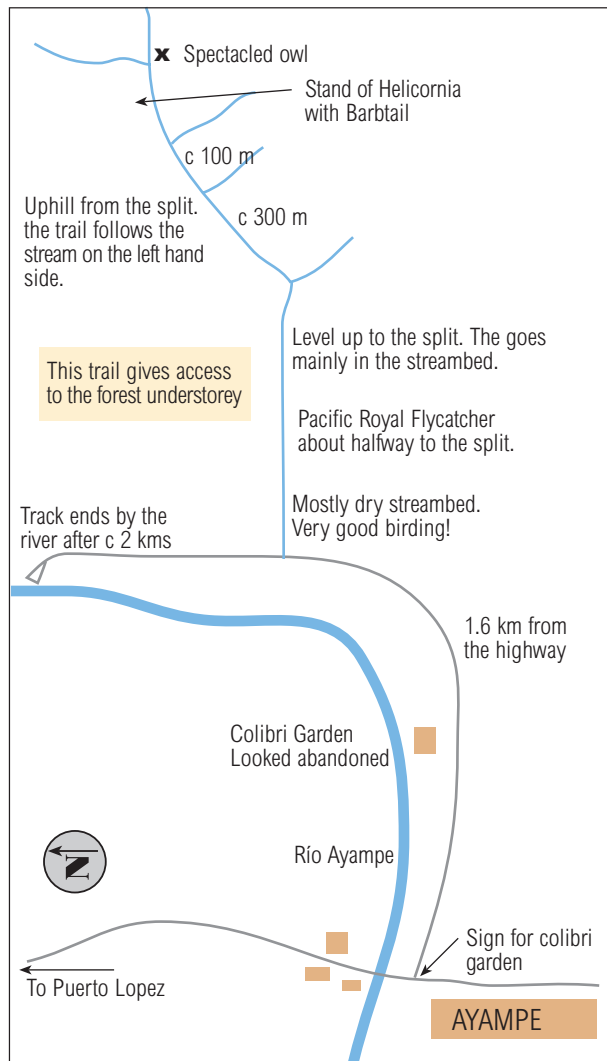 x Spectacled owl
Stand of Helicornia
with Barbtail
c 100 m
Uphill from the split.
the trail follows the
stream on the left hand
side.
c 300 m
Level up to the split. The goes
mainly in the streambed.
This trail gives access
to the forest understorey
Pacific Royal Flycatcher
about halfway to the split.
Mostly dry streambed.
Very good birding!
Track ends by the
river after c 2 kms
1.6 km from
the highway
Colibri Garden
Looked abandoned
Río Ayampe
N
Sign for colibri
garden
To Puerto Lopez
AYAMPE